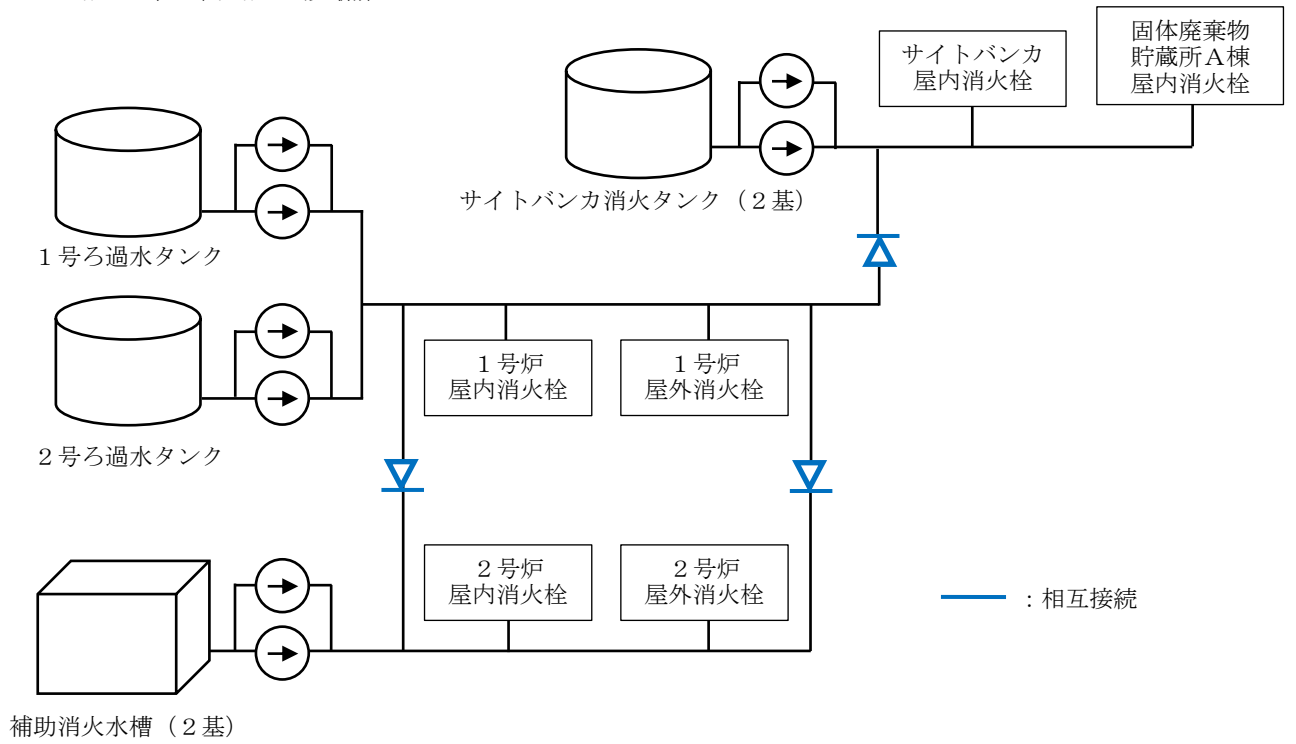 サイトバンカ
屋内消火栓
固体廃棄物
貯蔵所A棟
屋内消火栓
サイトバンカ消火タンク(2基)
1号ろ過水タンク
1号炉
屋内消火栓
1号炉
屋外消火栓
2号ろ過水タンク
2号炉
屋内消火栓
2号炉
屋外消火栓
:相互接続
補助消火水槽(2基)